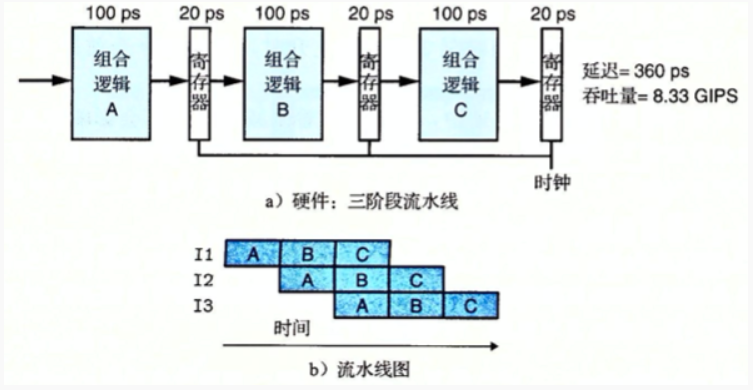 100 ps 20 ps 100 ps 20 ps 100 ps 20 ps
组合逻辑 A
寄存器
组合逻辑 B
寄存器
组合逻辑 C
寄存器
延迟= 360 ps
吞吐量= 8.33 GIPS
时钟
a）硬件：三阶段流水线
I1 A B C
I2 A B C
I3 A B C
时间
b）流水线图